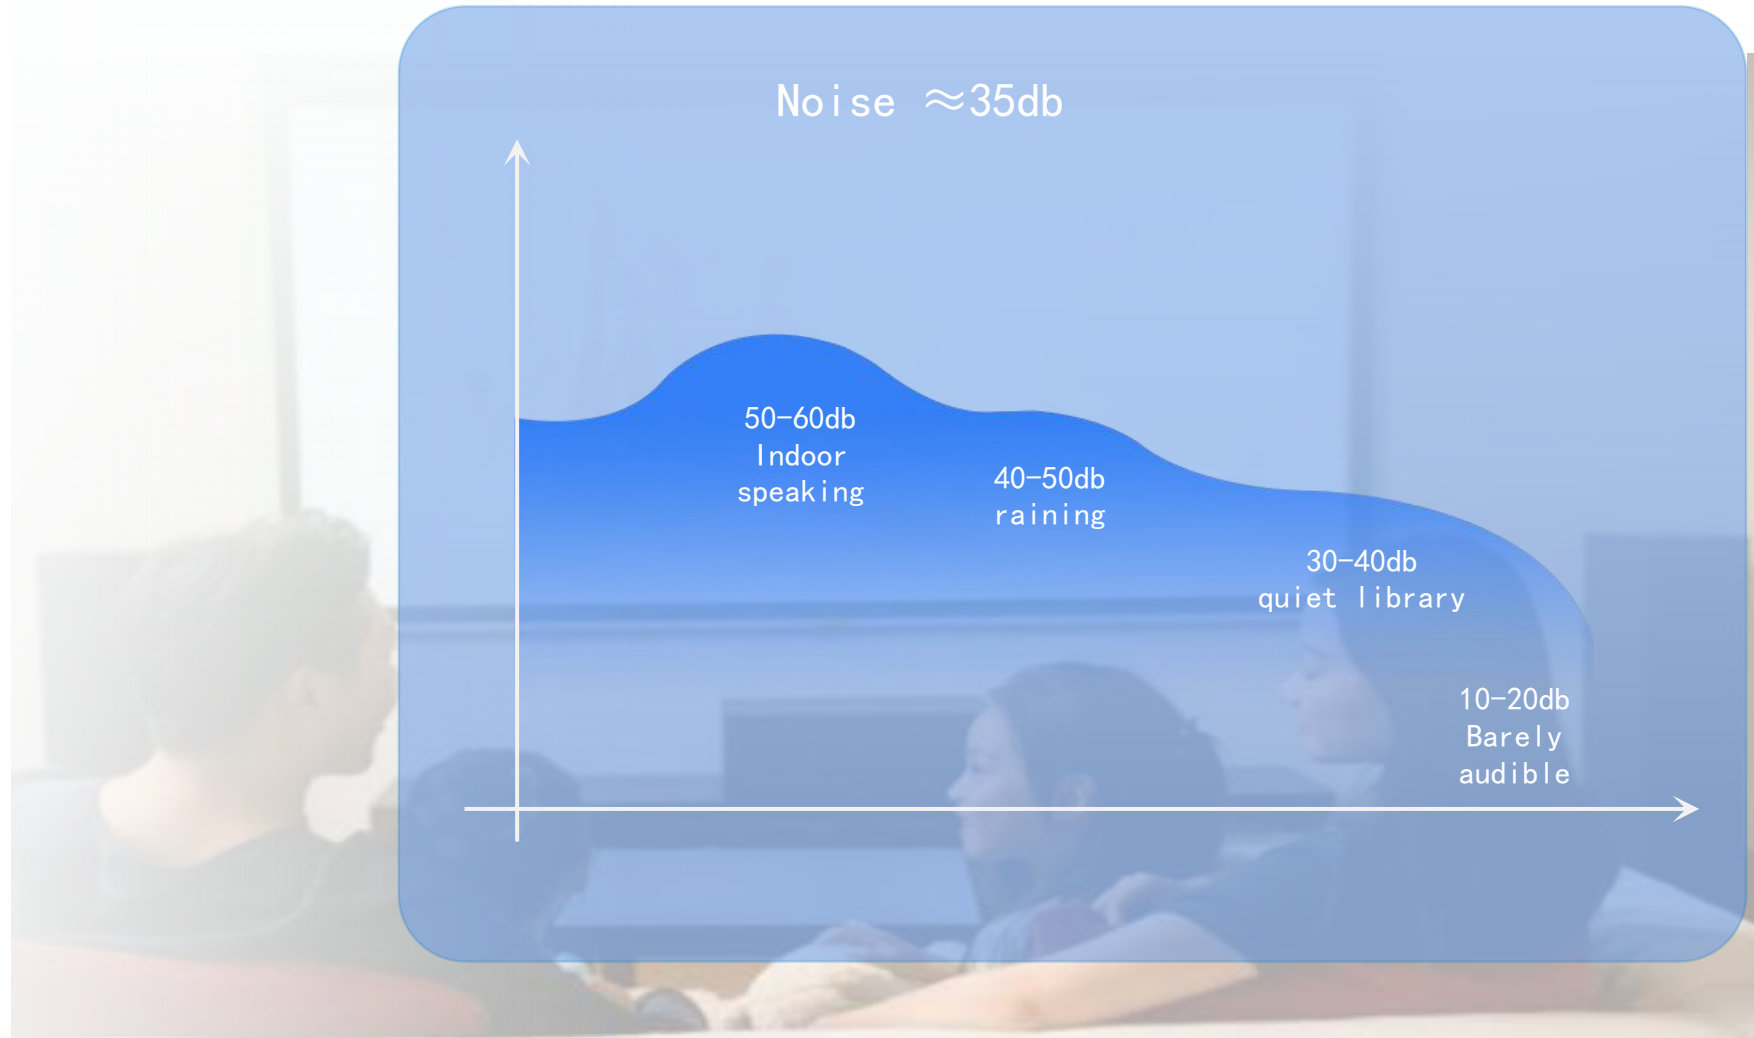 Noise ≈35db
50-60db
Indoor
speaking
40-50db
raining
30-40db
quiet library
10-20db
Barely
audible